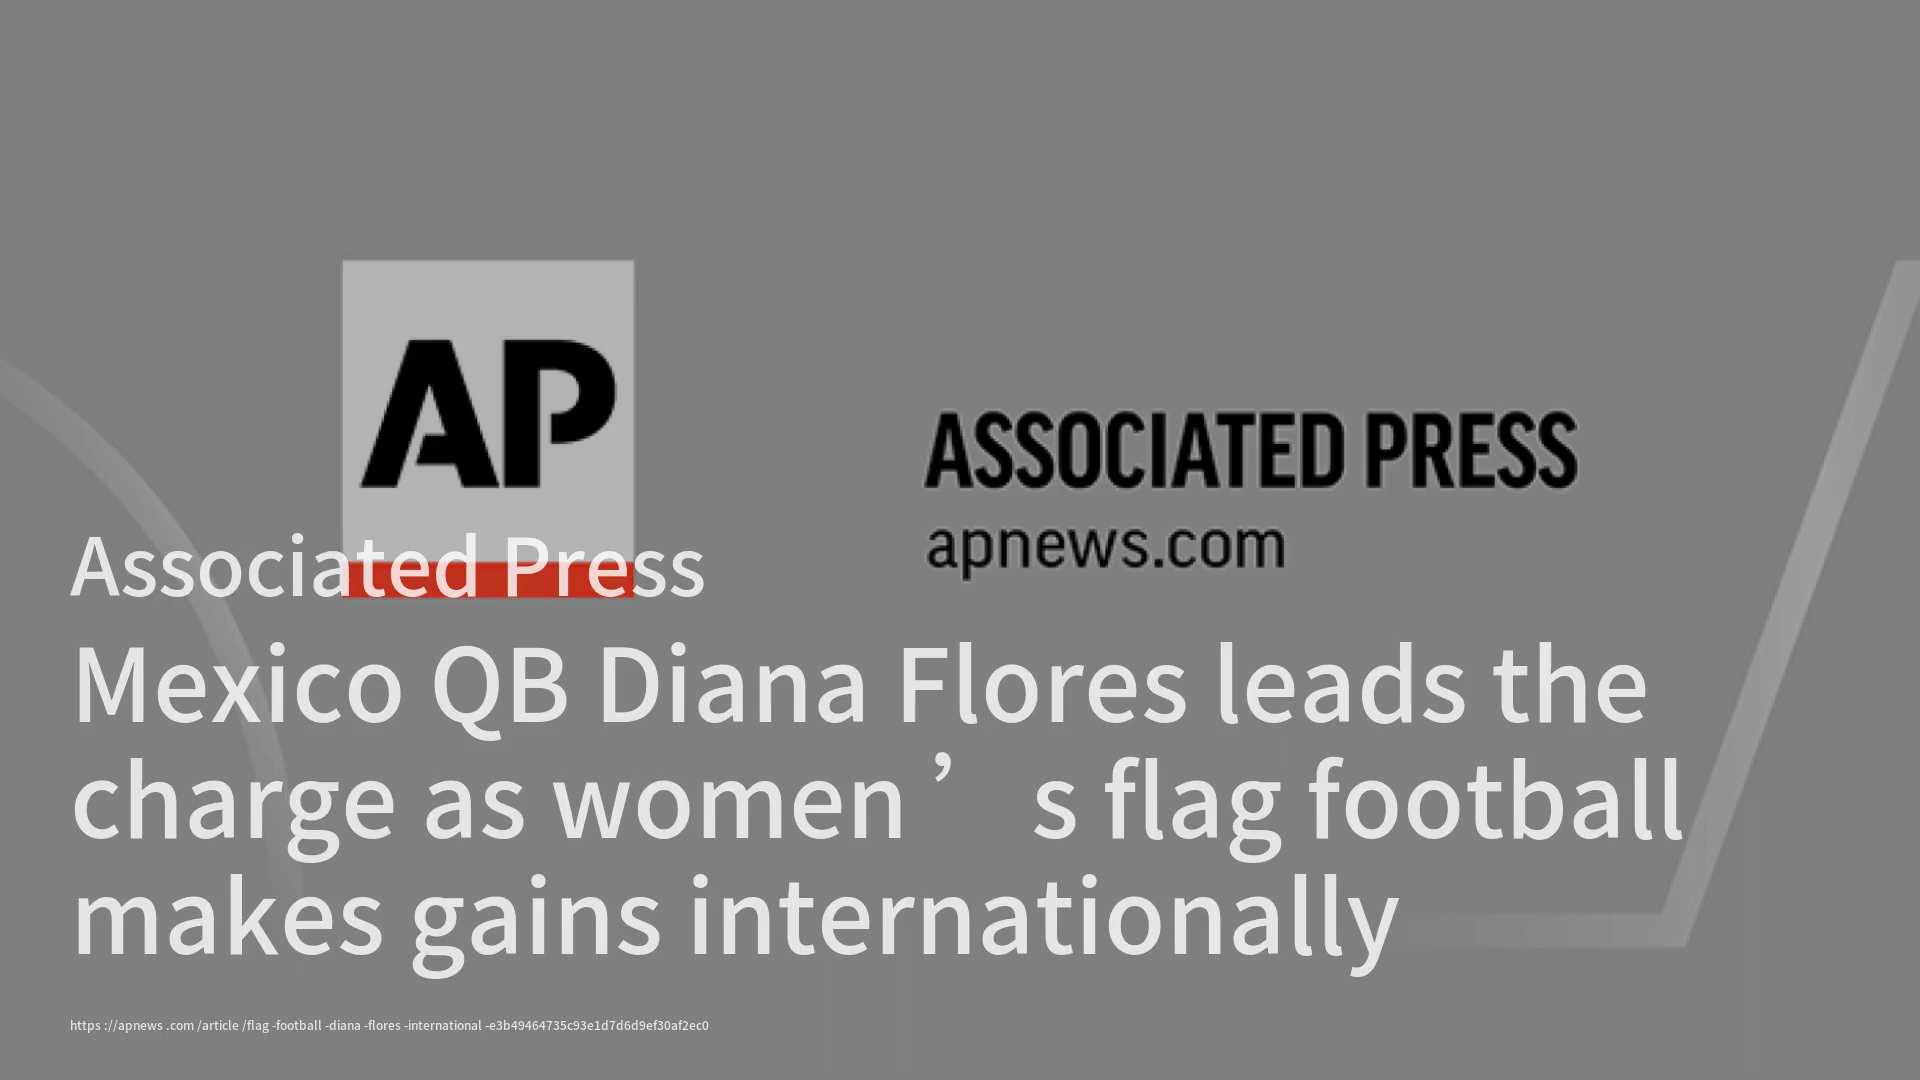 AP
ASSOCIATED PRESS
apnews.com
Associated Press
Mexico QB Diana Flores leads the
charge as women’s flag football
makes gains internationally
https ://apnews .com /article /flag -football -diana -flores -international -e3b49464735c93e1d7d6d9ef30af2ec0